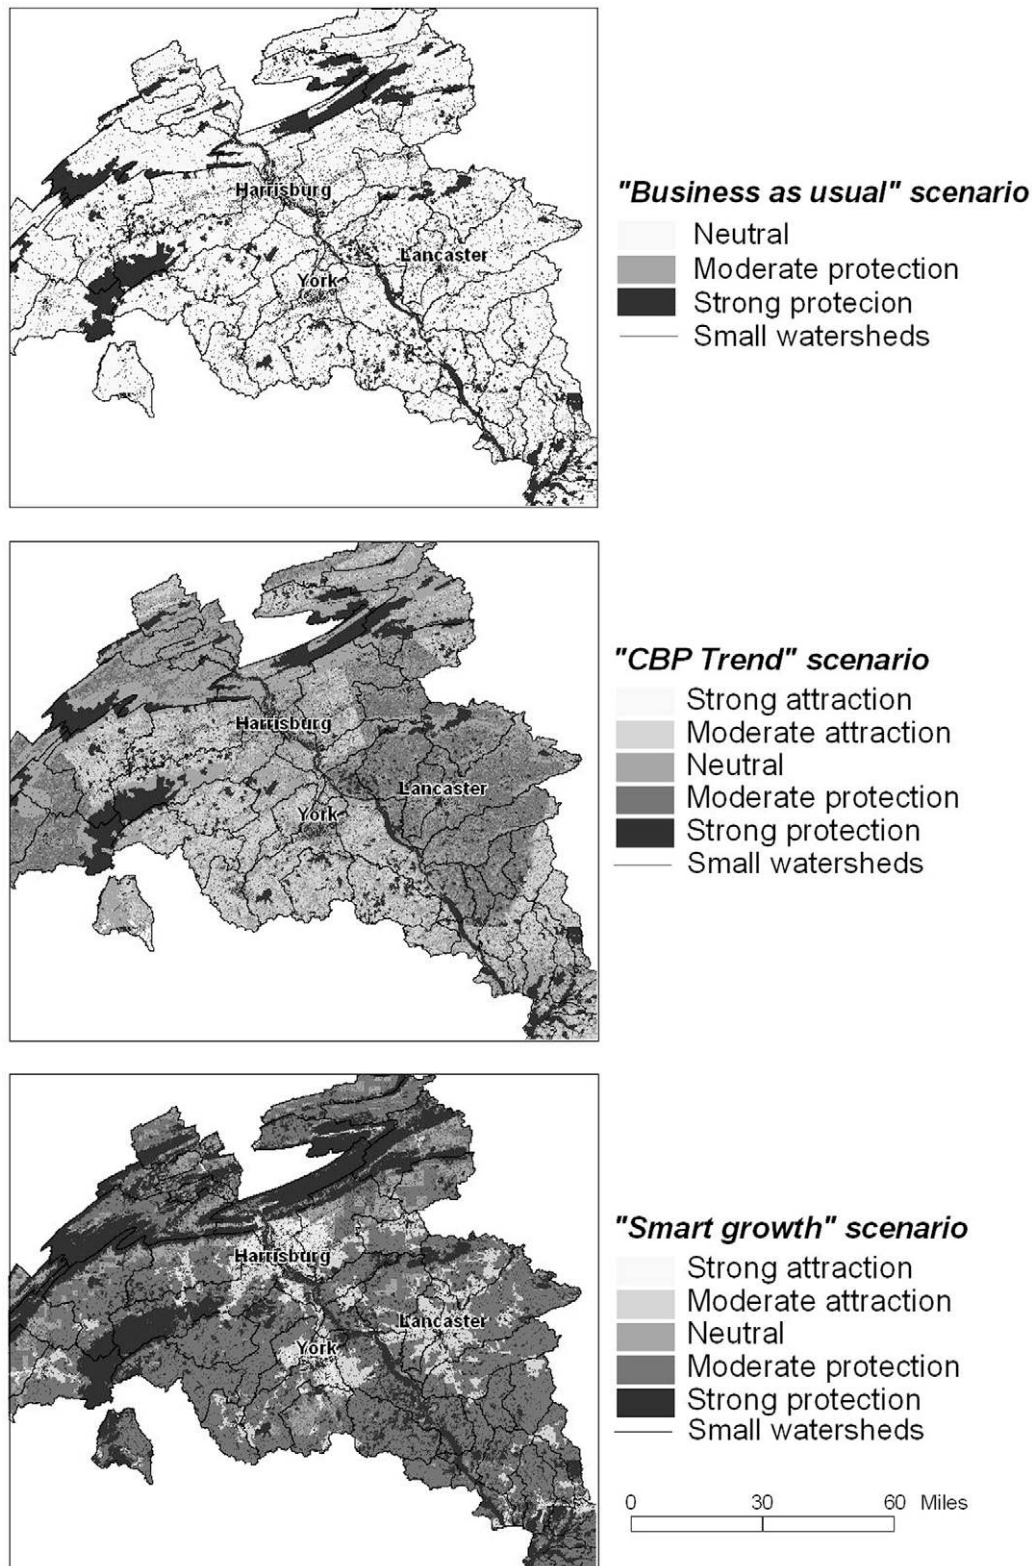 Harrisburg
Lancaster
York
"Business as usual" scenario
Neutral
Moderate protection
Strong protecion
Small watersheds
Harrisburg
Lancaster
York
"CBP Trend" scenario
Strong attraction
Moderate attraction
Neutral
Moderate protection
Strong protection
Small watersheds
Harrisburg
Lancaster
York
"Smart growth" scenario
Strong attraction
Moderate attraction
Neutral
Moderate protection
Strong protection
Small watersheds
0 30 60 Miles